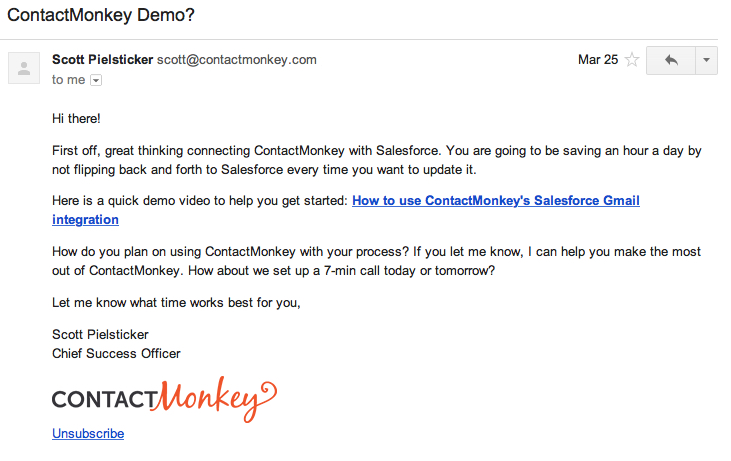 ContactMonkey Demo?
Scott Pielsticker scott@contactmonkey.com
Mar 25
to me
Hi there!
First off, great thinking connecting ContactMonkey with Salesforce. You are going to be saving an hour a day by
not flipping back and forth to Salesforce every time you want to update it.
Here is a quick demo video to help you get started: How to use ContactMonkey's Salesforce Gmail
integration
How do you plan on using ContactMonkey with your process? If you let me know, I can help you make the most
out of ContactMonkey. How about we set up a 7-min call today or tomorrow?
Let me know what time works best for you,
Scott Pielsticker
Chief Success Officer
CONTACTMonkey
Unsubscribe